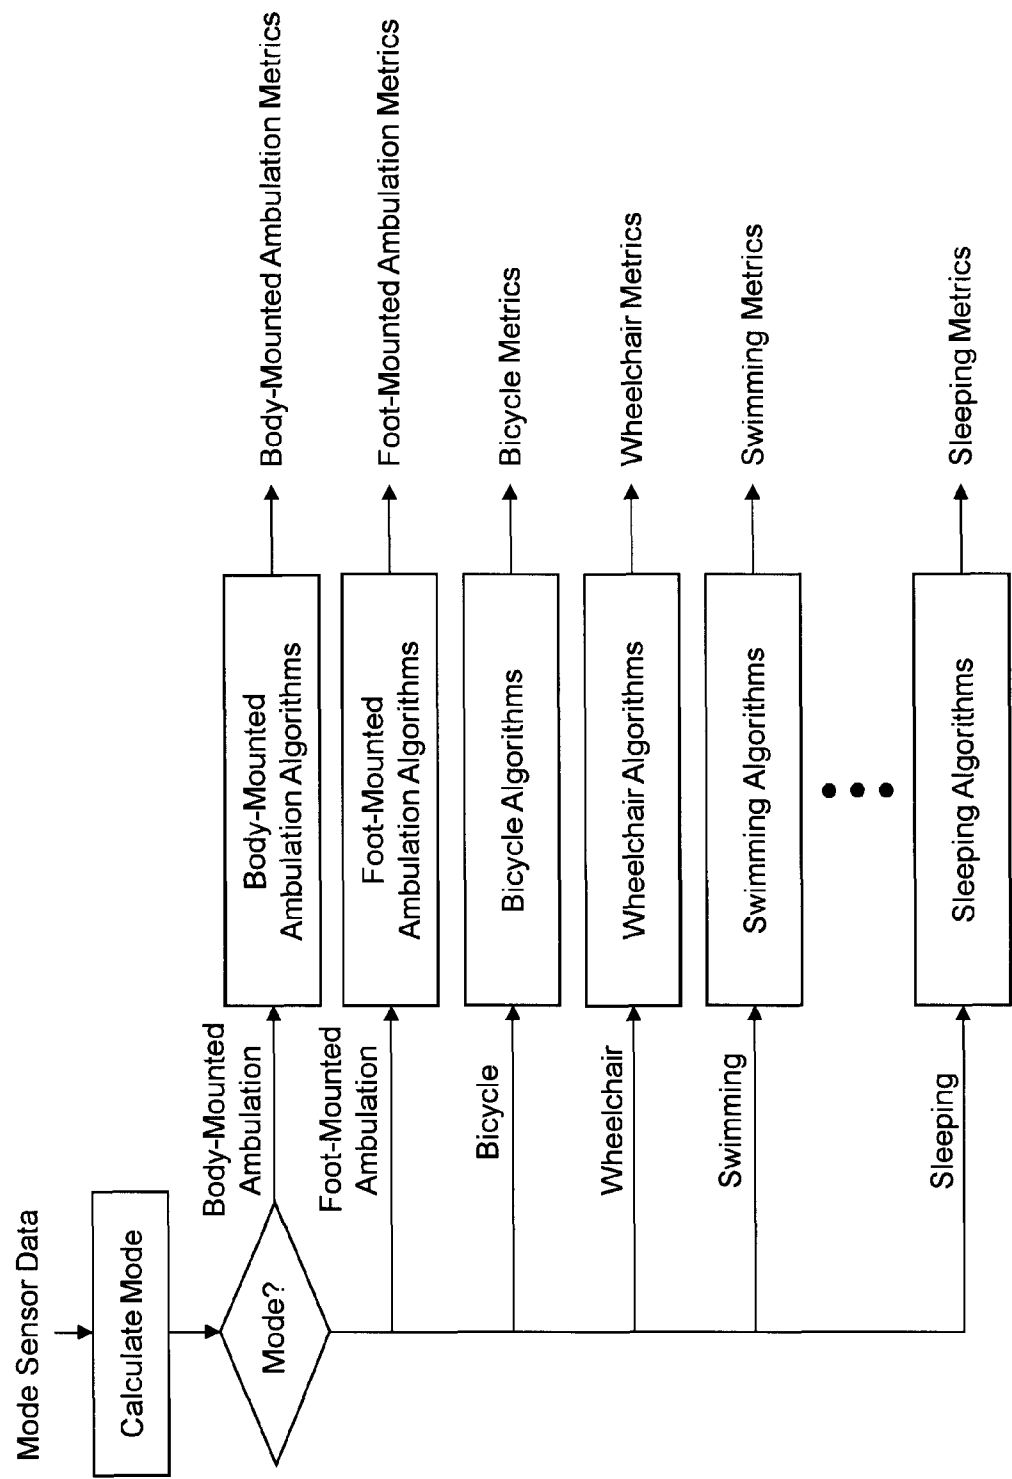 Mode Sensor Data
Calculate Mode
Mode?
Body-Mounted
Ambulation
Body-Mounted
Ambulation Algorithms
Body-Mounted Ambulation Metrics
Foot-Mounted
Ambulation
Foot-Mounted
Ambulation Algorithms
Foot-Mounted Ambulation Metrics
Bicycle
Bicycle Algorithms
Bicycle Metrics
Wheelchair
Wheelchair Algorithms
Wheelchair Metrics
Swimming
Swimming Algorithms
Swimming Metrics
Sleeping
Sleeping Algorithms
Sleeping Metrics